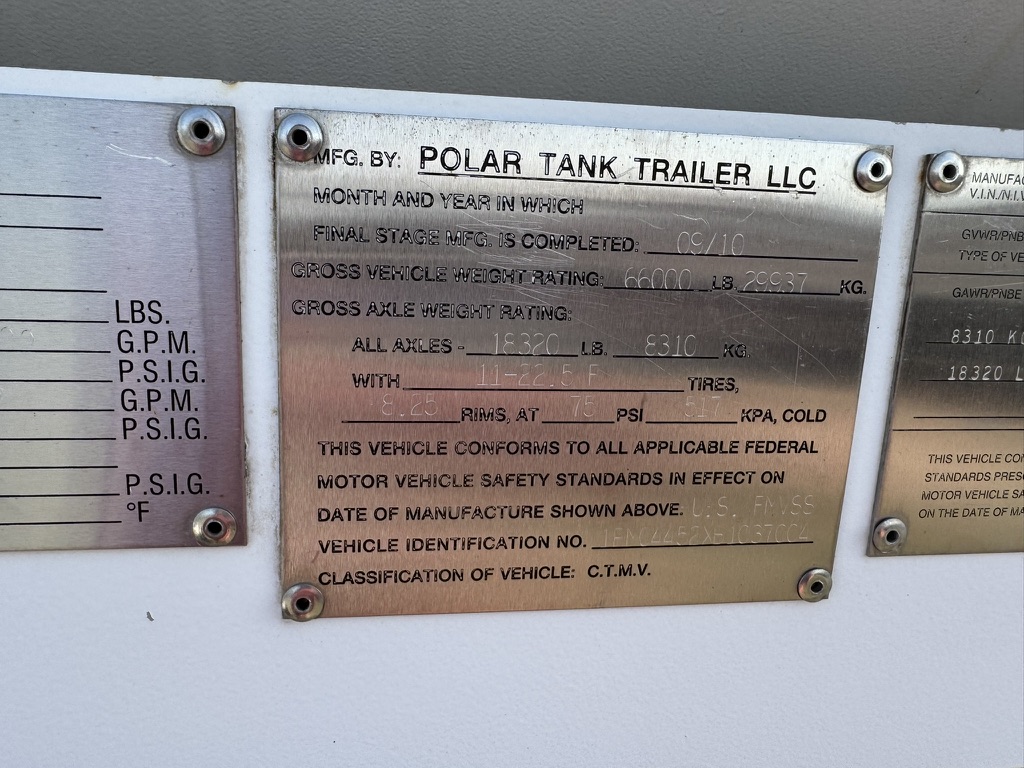 LBS.
G.P.M.
P.S.I.G.
G.P.M.
P.S.I.G.
P.S.I.G.
°F
MFG. BY: POLAR TANK TRAILER LLC
MONTH AND YEAR IN WHICH
FINAL STAGE MFG. IS COMPLETED: 09/10
GROSS VEHICLE WEIGHT RATING: 66000 LB. 29937 KG.
GROSS AXLE WEIGHT RATING:
ALL AXLES - 18320 LB. 8310 KG.
WITH 11-22.5 F TIRES,
8.25 RIMS, AT 75 PSI 517 KPA, COLD
THIS VEHICLE CONFORMS TO ALL APPLICABLE FEDERAL
MOTOR VEHICLE SAFETY STANDARDS IN EFFECT ON
DATE OF MANUFACTURE SHOWN ABOVE. U.S. FMVSS
VEHICLE IDENTIFICATION NO.
CLASSIFICATION OF VEHICLE: C.T.M.V.
MANUFAC
V.I.N./N.I.V
GVWR/PNB
TYPE OF VE
GAWR/PNBE
8310 K
18320 L
THIS VEHICLE CO
STANDARDS PRES
MOTOR VEHICLE SA
ON THE DATE OF MA